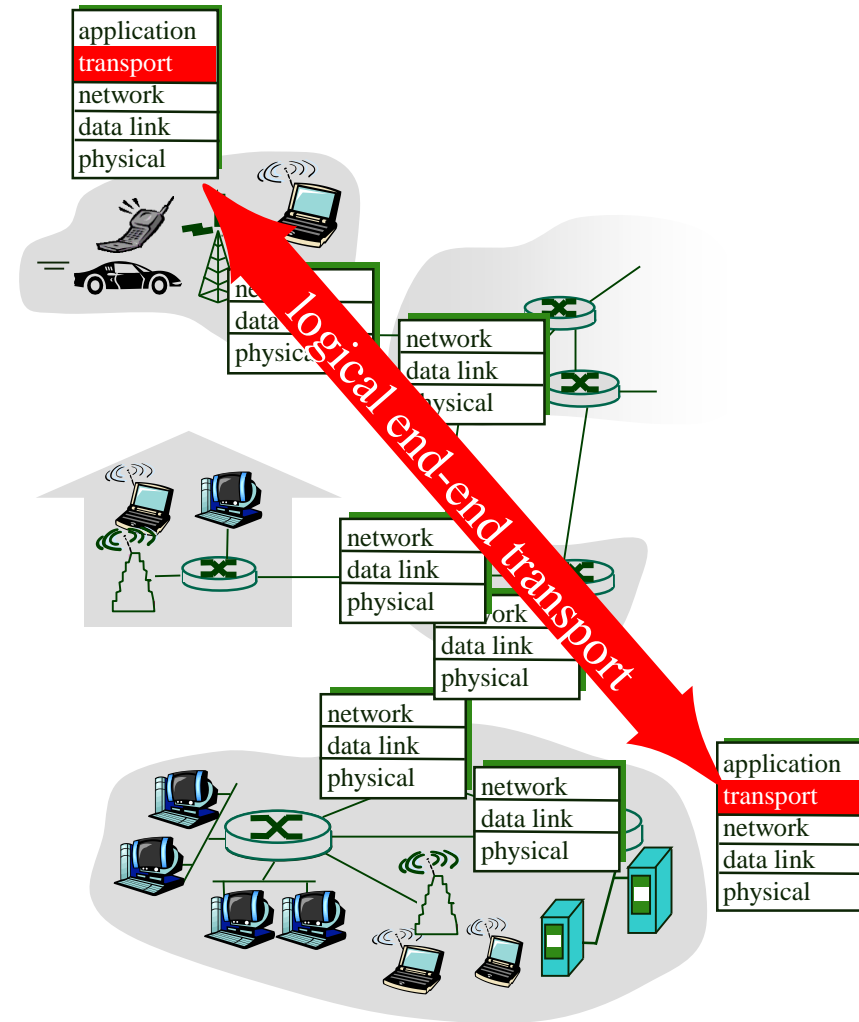 application
transport
network
data link
physical
data
physical
network
data link
physical
logical end-end transport
network
data link
physical
data link
physical
network
data link
physical
network
data link
physical
application
transport
network
data link
physical